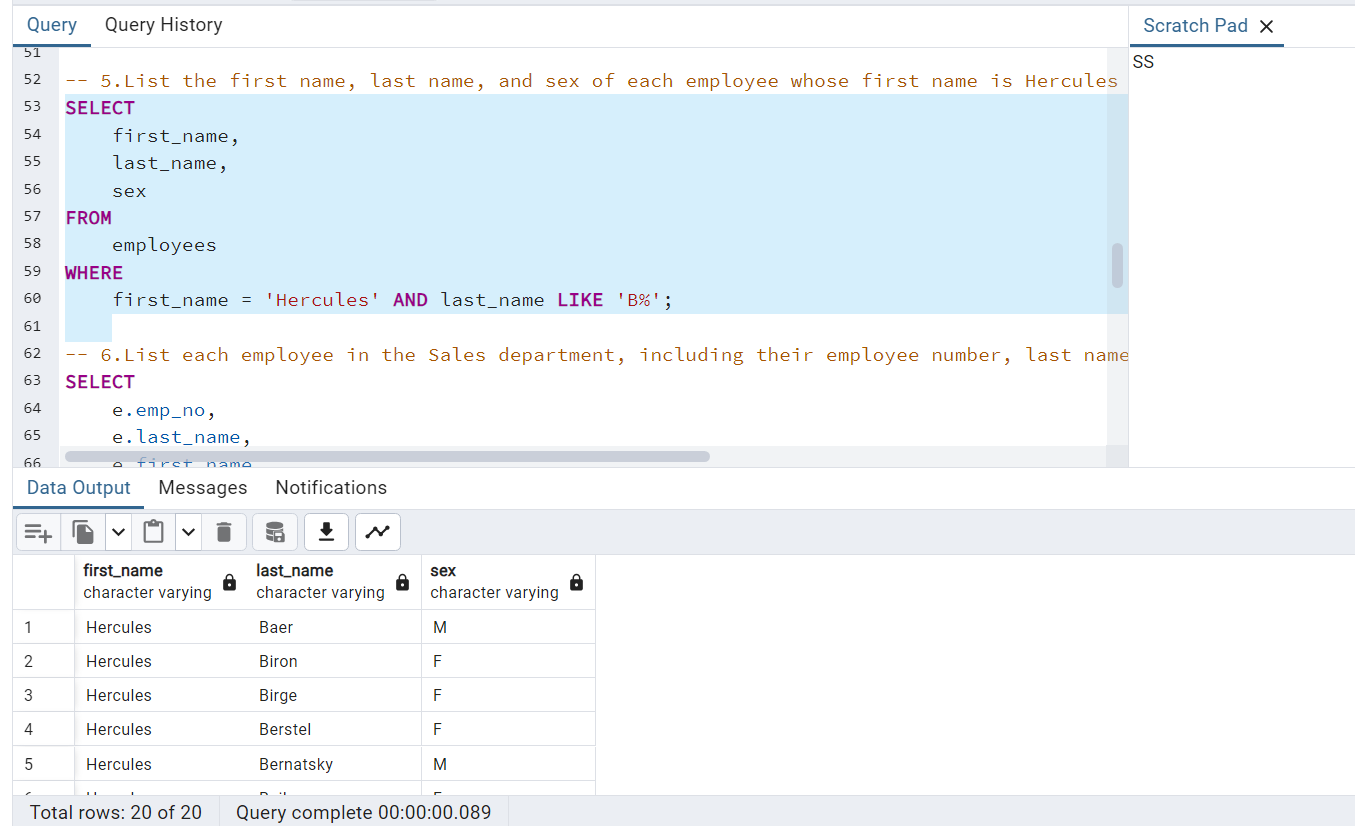 Query Query History
Scratch Pad
SS
51
52 -- 5.List the first name, last name, and sex of each employee whose first name is Hercules
53 SELECT
54 first_name,
55 last_name,
56 sex
57 FROM
58 employees
59 WHERE
60 first_name = 'Hercules' AND last_name LIKE 'B%';
61
62 -- 6.List each employee in the Sales department, including their employee number, last name
63 SELECT
64 e.emp_no,
65 e.last_name,
66 e.first_name
Data Output Messages Notifications
first_name last_name sex
character varying character varying character varying
1 Hercules Baer M
2 Hercules Biron F
3 Hercules Birge F
4 Hercules Berstel F
5 Hercules Bernatsky M
Total rows: 20 of 20 Query complete 00:00:00.089